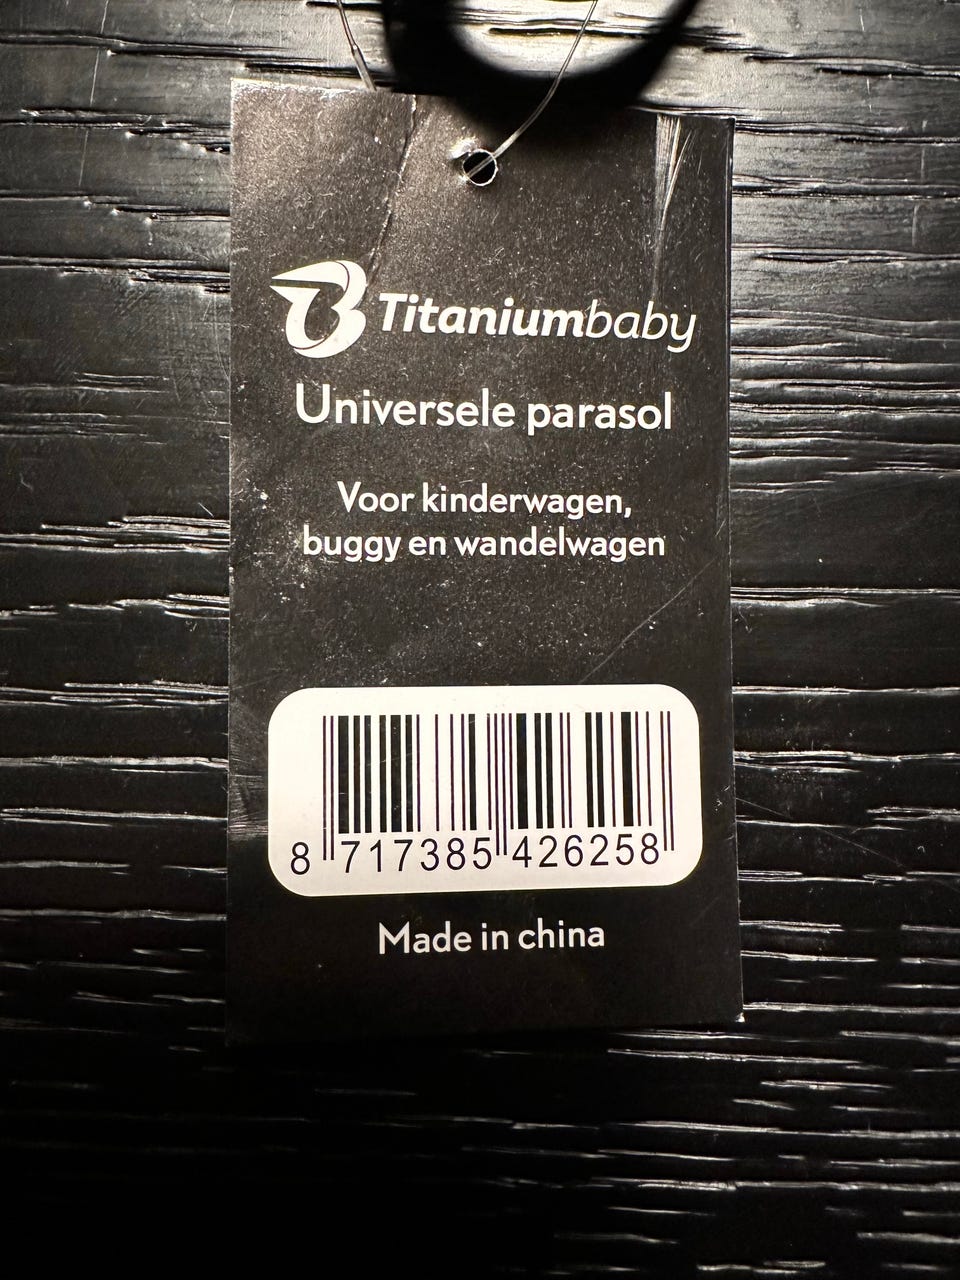 Titaniumbaby
Universele parasol
Voor kinderwagen,
buggy en wandelwagen
8 717385 426258
Made in china